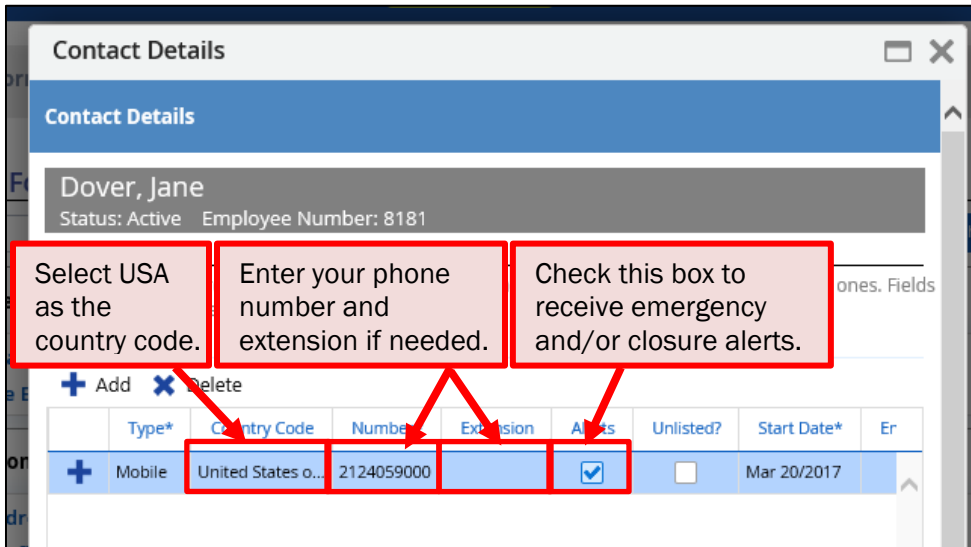 Contact Details
Contact Details
Dover, Jane
Status: Active Employee Number: 8181
Select USA
as the
country code.
Enter your phone
number and
extension if needed.
Check this box to
receive emergency
and/or closure alerts.
ones. Fields
Add Delete
Type* Country Code Number Extension Alerts Unlisted? Start Date*
Mobile United States o... 2124059000 Mar 20/2017